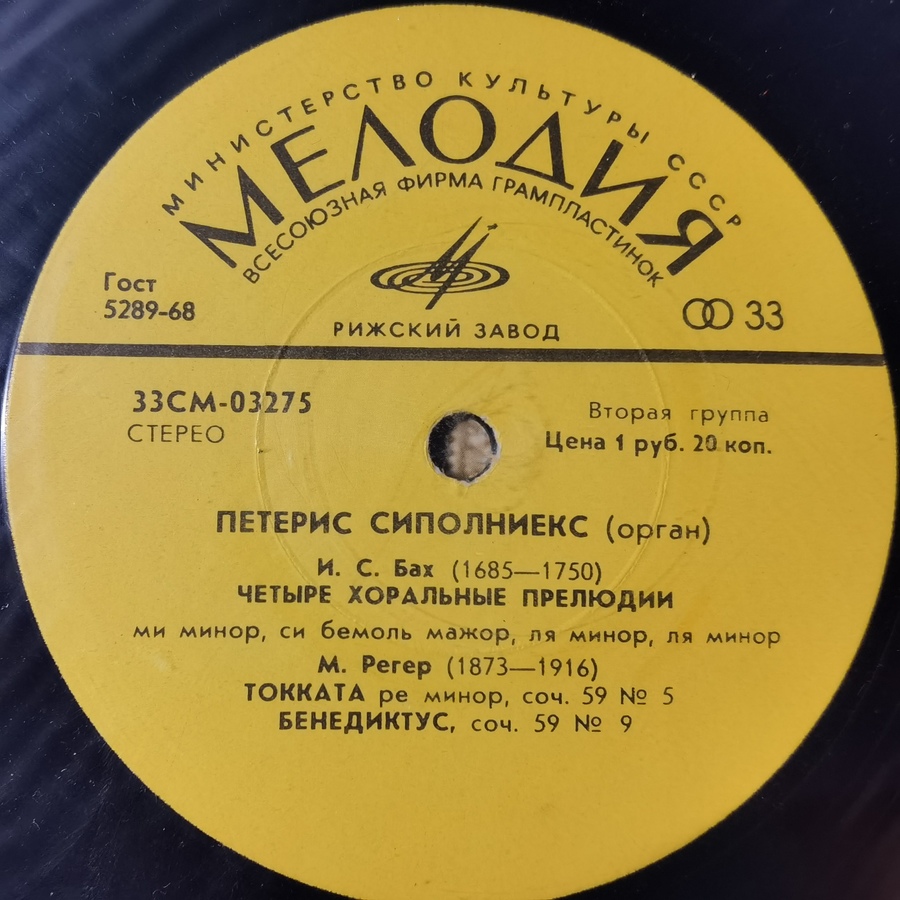 МИНИСТЕРСТВО КУЛЬТУРЫ СССР
МЕЛОДИЯ
ВСЕСОЮЗНАЯ ФИРМА ГРАМПЛАСТИНОК
Гост
5289-68
РИЖСКИЙ ЗАВОД
33
33СМ-03275
СТЕРЕО
Вторая группа
Цена 1 руб. 20 коп.
ПЕТЕРИС СИПОЛНИЕКС (орган)
И. С. Бах (1685—1750)
ЧЕТЫРЕ ХОРАЛЬНЫЕ ПРЕЛЮДИИ
ми минор, си бемоль мажор, ля минор, ля минор
М. Регер (1873—1916)
ТОККАТА ре минор, соч. 59 № 5
БЕНЕДИКТУС, соч. 59 № 9